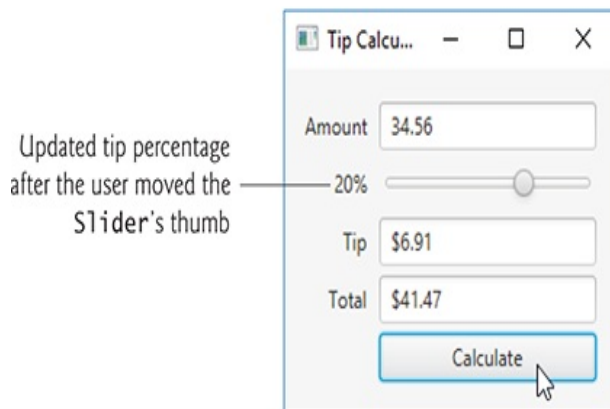 Tip Calcu...
Amount 34.56
Updated tip percentage
after the user moved the
Slider's thumb
20%
Tip $6.91
Total $41.47
Calculate